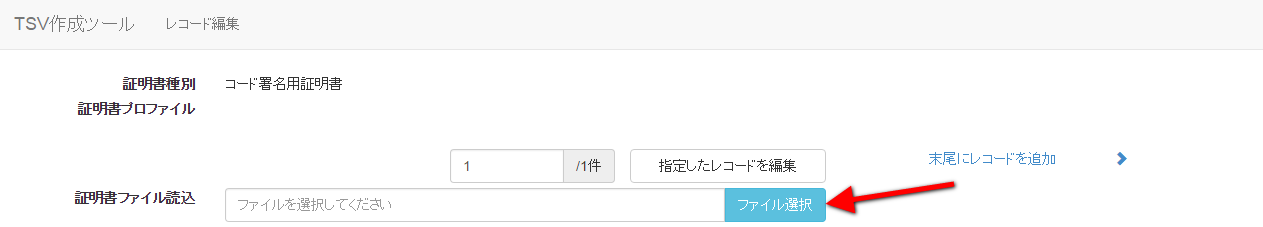 TSV作成ツール レコード編集
証明書種別 コード署名用証明書
証明書プロファイル
1 /1件 指定したレコードを編集 末尾にレコードを追加
証明書ファイル読込 ファイルを選択してください ファイル選択